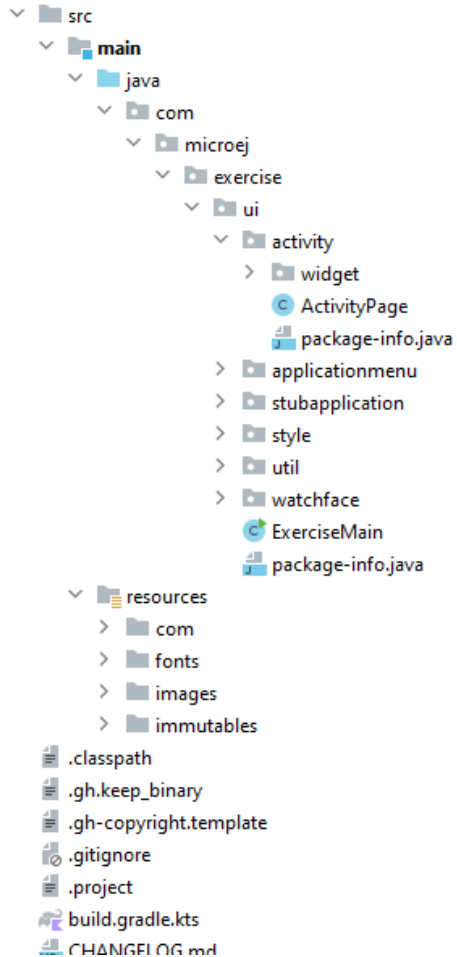 src
main
java
com
microej
exercise
ui
activity
widget
ActivityPage
package-info.java
applicationmenu
stubapplication
style
util
watchface
ExerciseMain
package-info.java
resources
com
fonts
images
immutables
.classpath
.gh.keep_binary
.gh-copyright.template
.gitignore
.project
build.gradle.kts
CHANGELOG.md